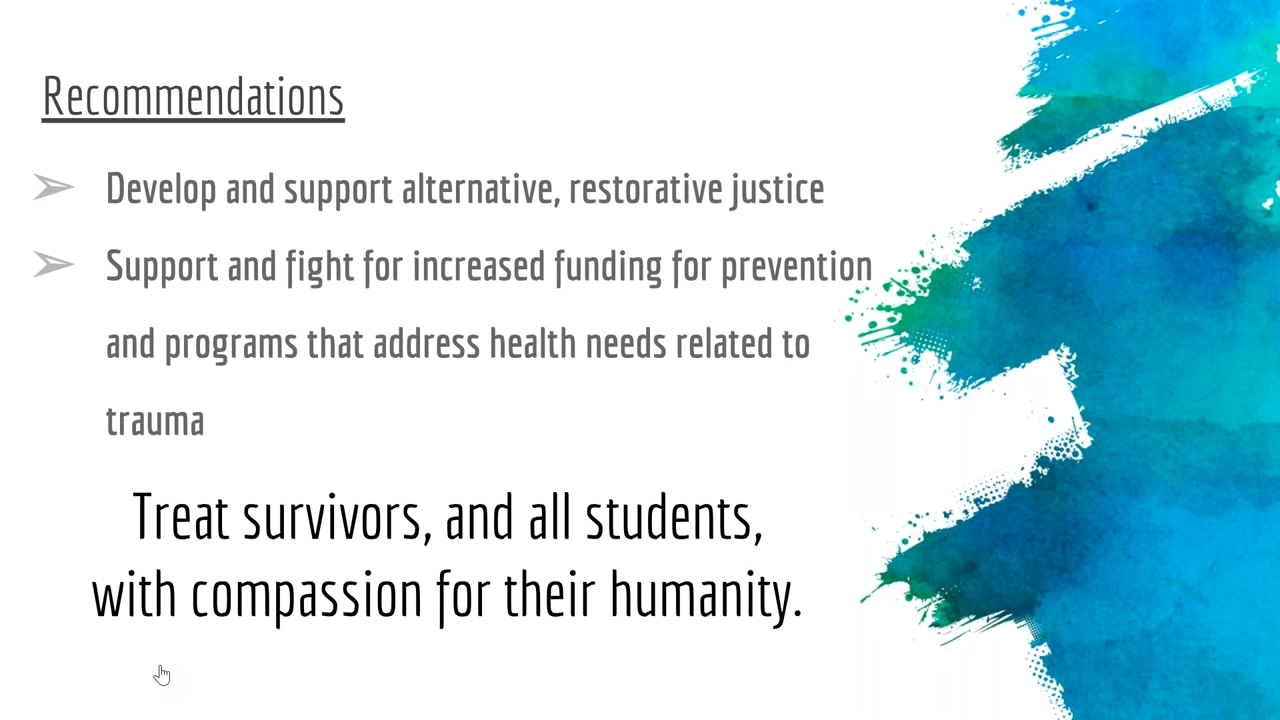 Recommendations
➢ Develop and support alternative, restorative justice
➢ Support and fight for increased funding for prevention
and programs that address health needs related to
trauma
Treat survivors, and all students,
with compassion for their humanity.